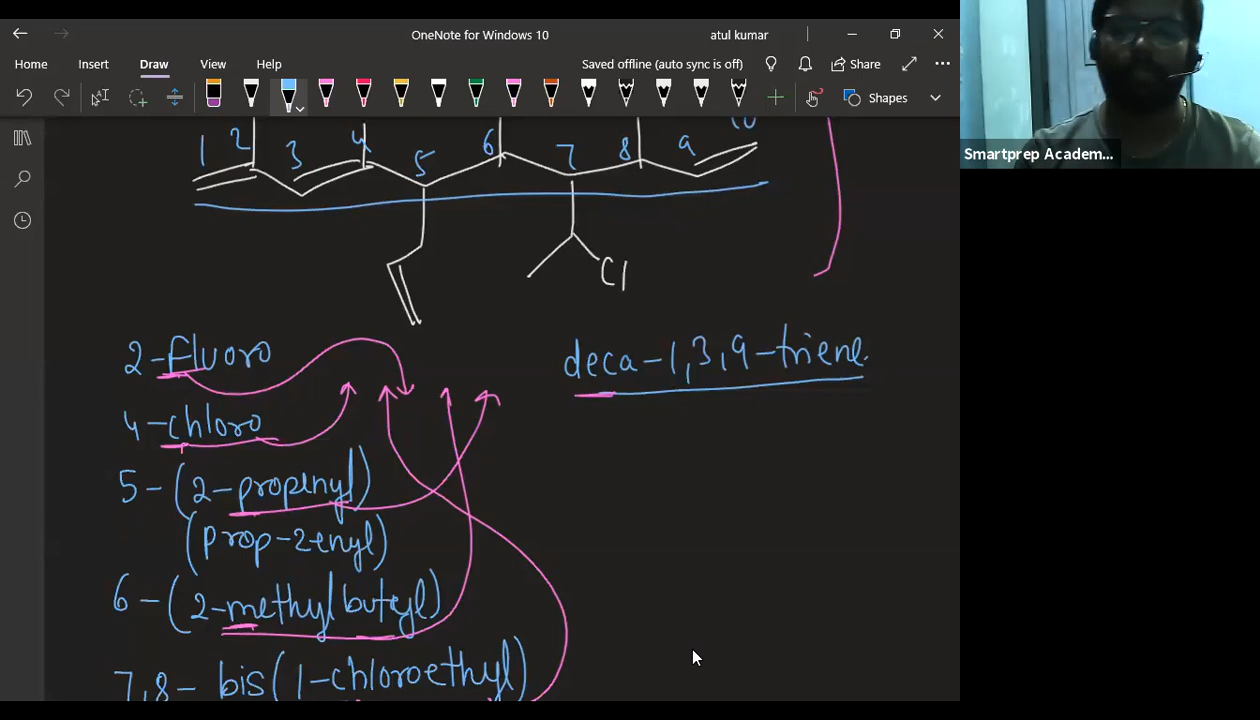 OneNote for Windows 10
atul kumar
Home Insert Draw View Help
Saved offline (auto sync is off)
Share
Shapes
Smartprep Academ...
1 2 3 4 5 6 7 8 9 10
Cl
2-fluoro
deca-1,3,9-triene
4-chloro
5-(2-propenyl)
(prop-2enyl)
6-(2-methylbutyl)
7,8- bis(1-chloroethyl)